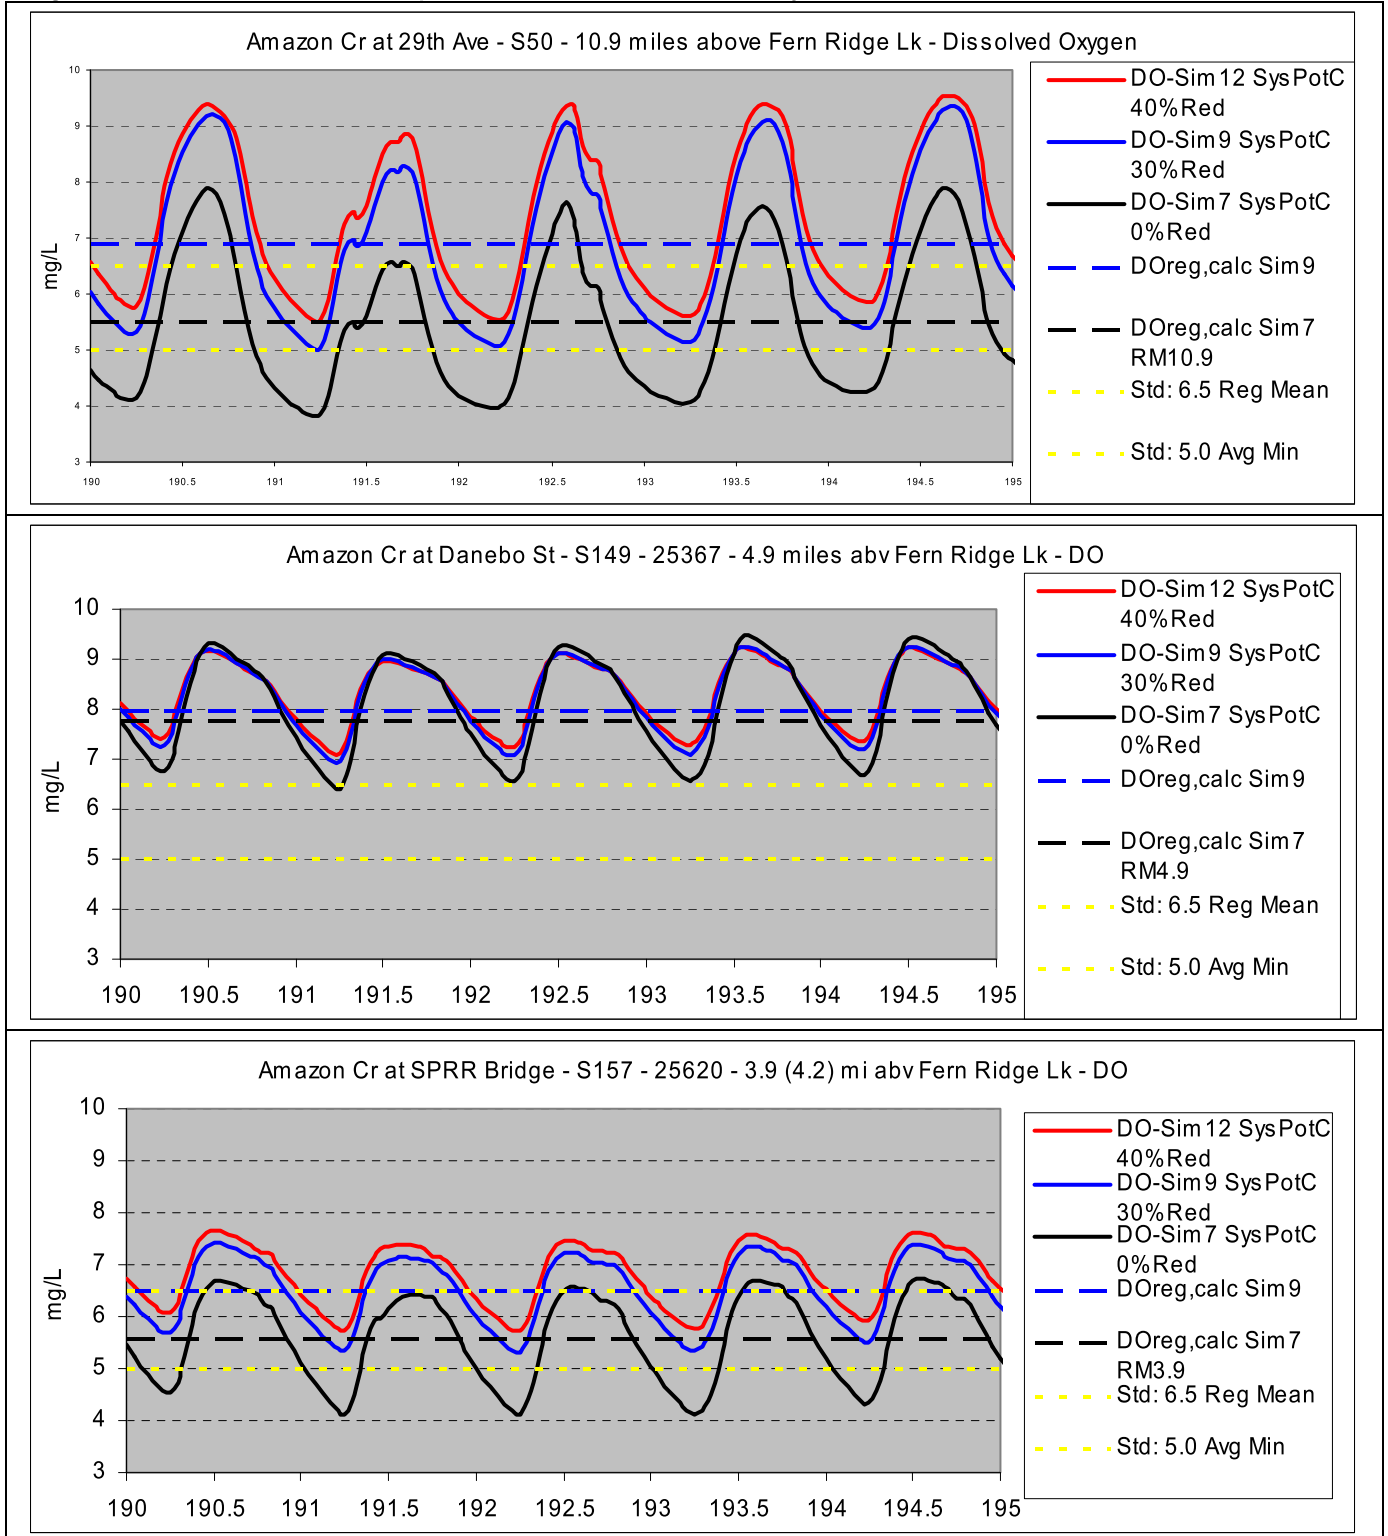 Amazon Cr at 29th Ave - S50 - 10.9 miles above Fern Ridge Lk - Dissolved Oxygen
10
9
8
7
6
5
4
3
mg/L
190 190.5 191 191.5 192 192.5 193 193.5 194 194.5 195
DO-Sim12 SysPotC
40%Red
DO-Sim9 SysPotC
30%Red
DO-Sim7 SysPotC
0%Red
DOreg,calc Sim9
DOreg,calc Sim7
RM10.9
Std: 6.5 Reg Mean
Std: 5.0 Avg Min
Amazon Cr at Danebo St - S149 - 25367 - 4.9 miles abv Fern Ridge Lk - DO
10
9
8
7
6
5
4
3
mg/L
190 190.5 191 191.5 192 192.5 193 193.5 194 194.5 195
DO-Sim12 SysPotC
40%Red
DO-Sim9 SysPotC
30%Red
DO-Sim7 SysPotC
0%Red
DOreg,calc Sim9
DOreg,calc Sim7
RM4.9
Std: 6.5 Reg Mean
Std: 5.0 Avg Min
Amazon Cr at SPRR Bridge - S157 - 25620 - 3.9 (4.2) mi abv Fern Ridge Lk - DO
10
9
8
7
6
5
4
3
mg/L
190 190.5 191 191.5 192 192.5 193 193.5 194 194.5 195
DO-Sim12 SysPotC
40%Red
DO-Sim9 SysPotC
30%Red
DO-Sim7 SysPotC
0%Red
DOreg,calc Sim9
DOreg,calc Sim7
RM3.9
Std: 6.5 Reg Mean
Std: 5.0 Avg Min